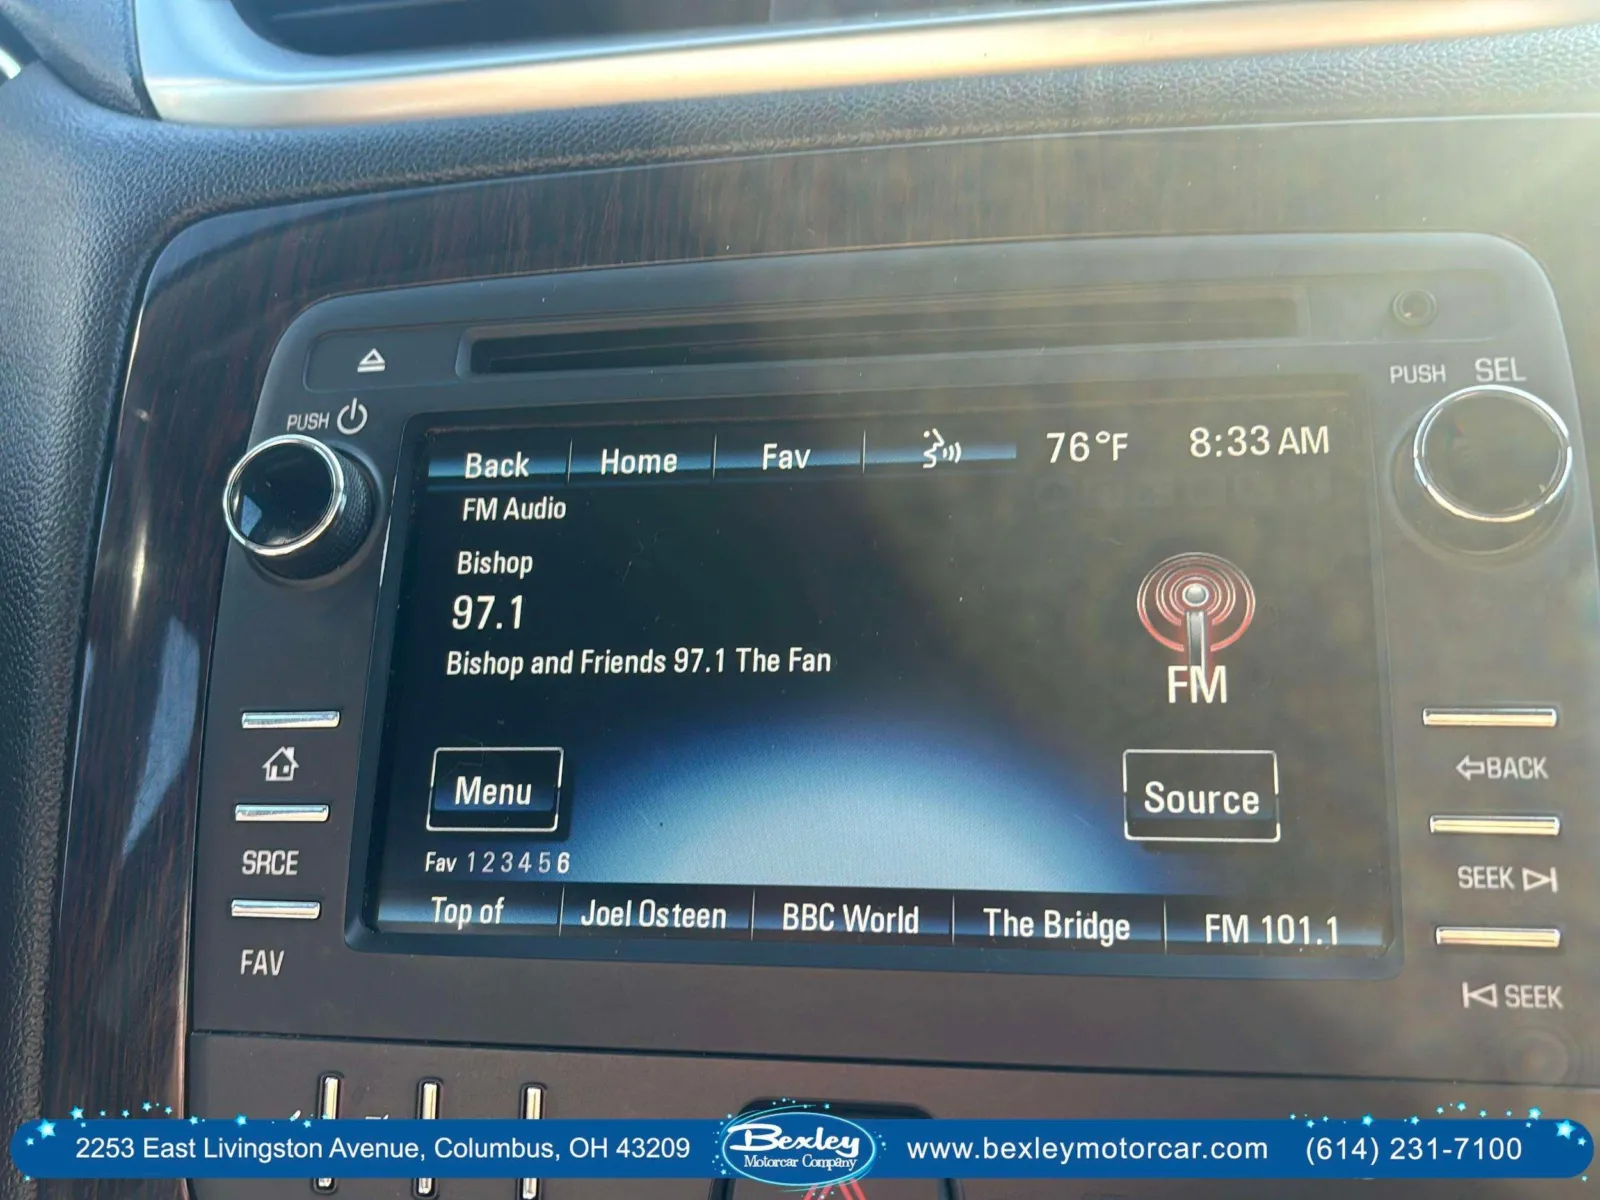 PUSH SEL
PUSH
Back Home Fav 76°F 8:33 AM
FM Audio
Bishop
97.1
Bishop and Friends 97.1 The Fan
FM
Menu Source
BACK
Fav 1 2 3 4 5 6
SRCE
SEEK
Top of Joel Osteen BBC World The Bridge FM 101.1
FAV
SEEK
2253 East Livingston Avenue, Columbus, OH 43209
Bexley
Motorcar Company
www.bexleymotorcar.com (614) 231-7100